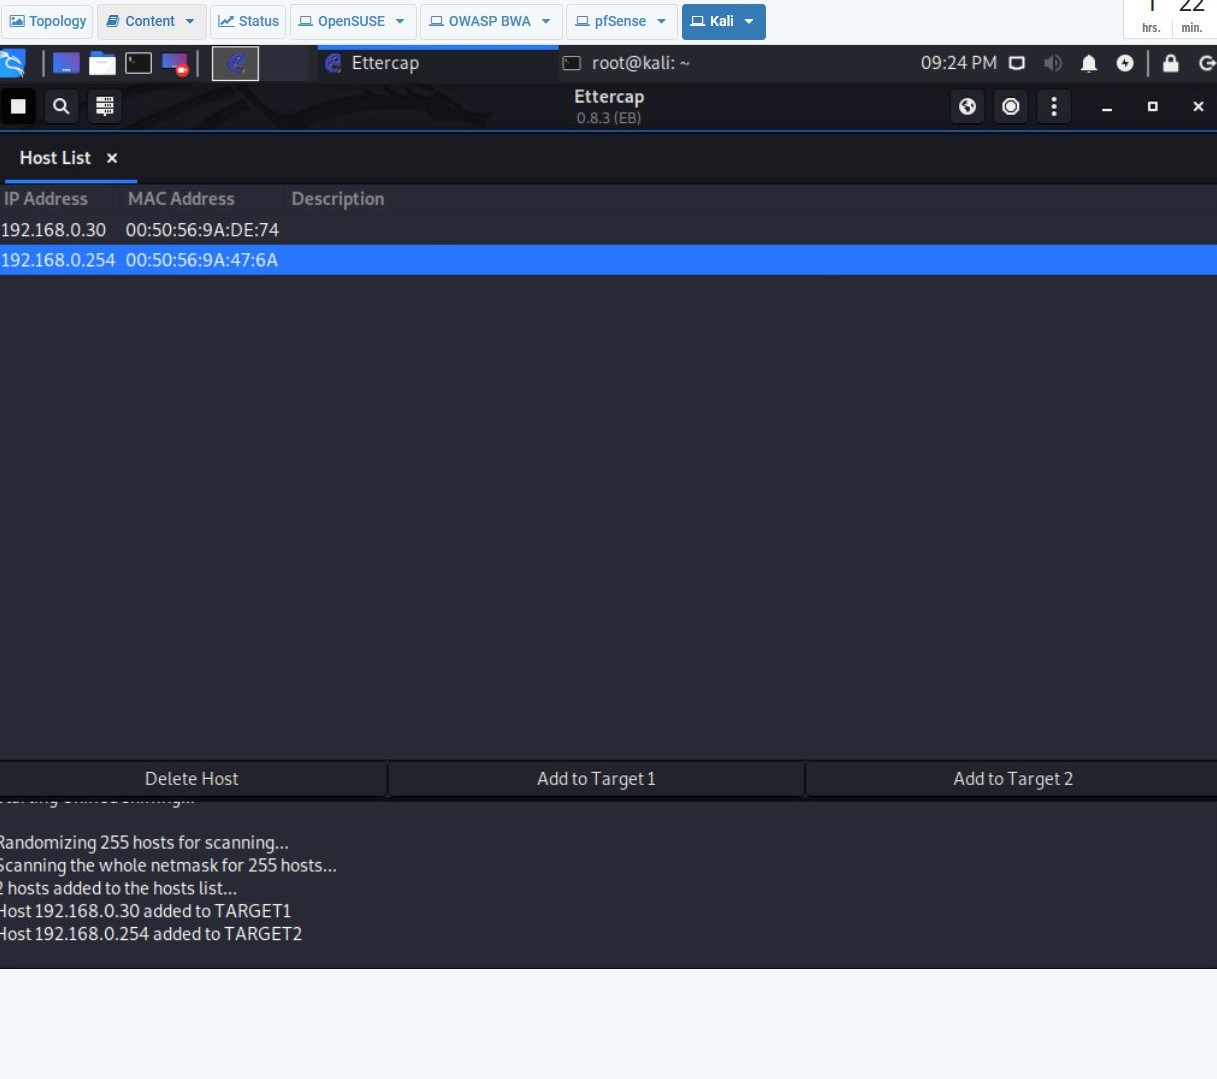 Topology Content Status OpenSUSE OWASP BWA pfSense Kali
1 22
hrs. min.
Ettercap root@kali: ~ 09:24 PM
Ettercap
0.8.3 (EB)
Host List ×
IP Address MAC Address Description
192.168.0.30 00:50:56:9A:DE:74
192.168.0.254 00:50:56:9A:47:6A
Delete Host Add to Target 1 Add to Target 2
Randomizing 255 hosts for scanning...
Scanning the whole netmask for 255 hosts...
2 hosts added to the hosts list...
Host 192.168.0.30 added to TARGET1
Host 192.168.0.254 added to TARGET2